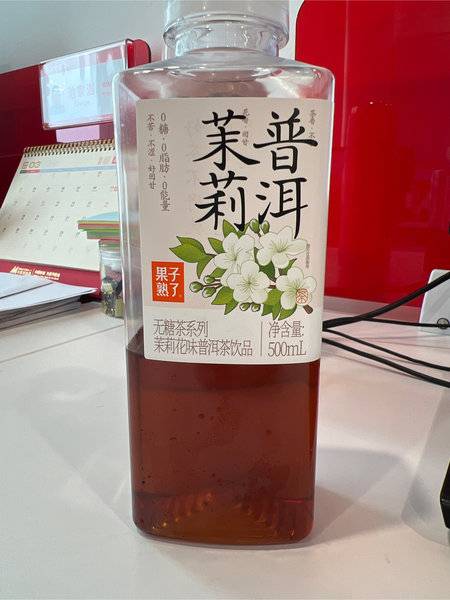 普洱
茉莉
0糖·0脂肪·0能量
不苦·不涩·好回甘
果子
熟了
无糖茶系列
茉莉花味普洱茶饮品
净含量:
500mL
03